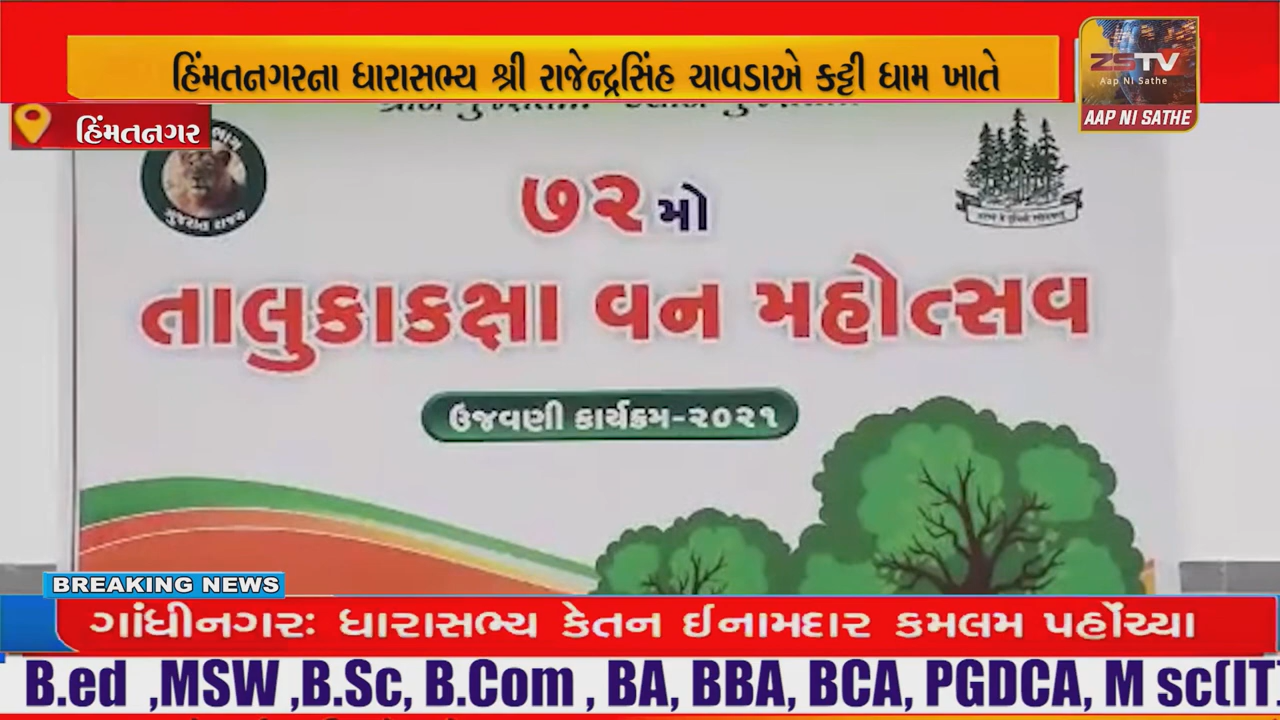 હિંમતનગરના ધારાસભ્ય શ્રી રાજેન્દ્રસિંહ ચાવડાએ કટ્ટી ધામ ખાતે
ZSTV
Aap Ni Sathe
AAP NI SATHE
હિંમતનગર
ગુજરાત રાજ્ય
૭૨ મો
તાલુકાકક્ષા વન મહોત્સવ
ઉજવણી કાર્યક્રમ-૨૦૨૧
BREAKING NEWS
ગાંધીનગરઃ ધારાસભ્ય કેતન ઈનામદાર કમલમ પહોંચ્યા
B.ed ,MSW ,B.Sc, B.Com , BA, BBA, BCA, PGDCA, M sc(IT)